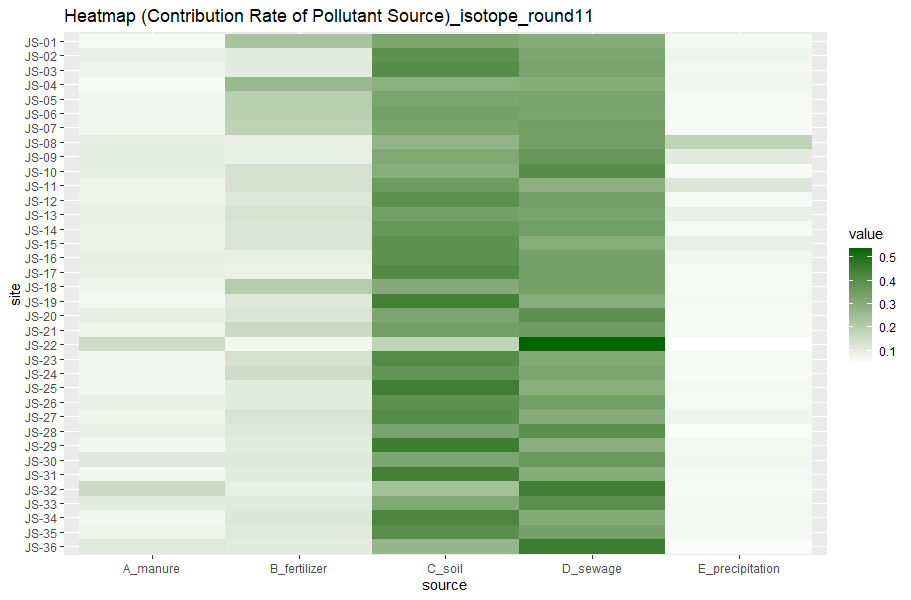 Heatmap (Contribution Rate of Pollutant Source)_isotope_round11
JS-01
JS-02
JS-03
JS-04
JS-05
JS-06
JS-07
JS-08
JS-09
JS-10
JS-11
JS-12
JS-13
JS-14
JS-15
JS-16
JS-17
JS-18
JS-19
JS-20
JS-21
JS-22
JS-23
JS-24
JS-25
JS-26
JS-27
JS-28
JS-29
JS-30
JS-31
JS-32
JS-33
JS-34
JS-35
JS-36
site
A_manure B_fertilizer C_soil D_sewage E_precipitation
source
value
0.5
0.4
0.3
0.2
0.1